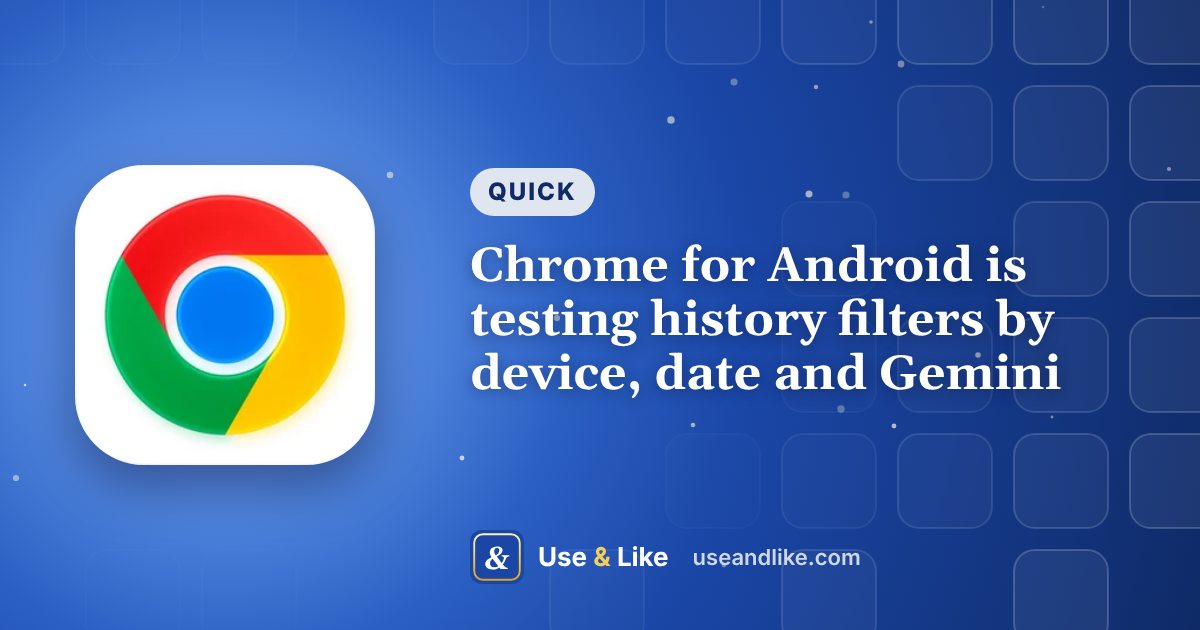 QUICK
Chrome for Android is
testing history filters by
device, date and Gemini
& Use & Like useandlike.com